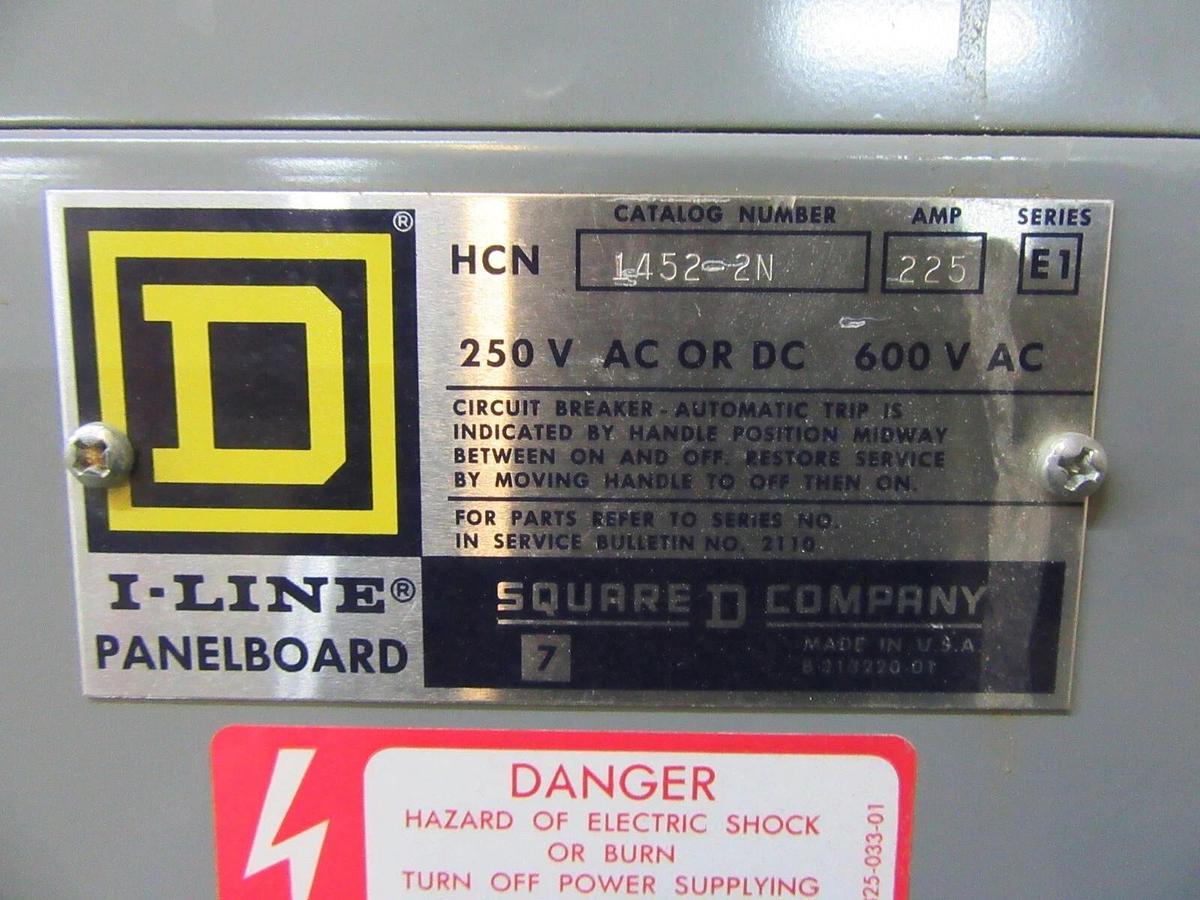 D ®
CATALOG NUMBER AMP SERIES
HCN 1452-2N 225 E1
250 V AC OR DC 600 V AC
CIRCUIT BREAKER - AUTOMATIC TRIP IS
INDICATED BY HANDLE POSITION MIDWAY
BETWEEN ON AND OFF. RESTORE SERVICE
BY MOVING HANDLE TO OFF THEN ON.
FOR PARTS REFER TO SERIES NO.
IN SERVICE BULLETIN NO. 2110
I-LINE®
PANELBOARD
SQUARE D COMPANY
7
MADE IN U.S.A.
DANGER
HAZARD OF ELECTRIC SHOCK
OR BURN
TURN OFF POWER SUPPLYING